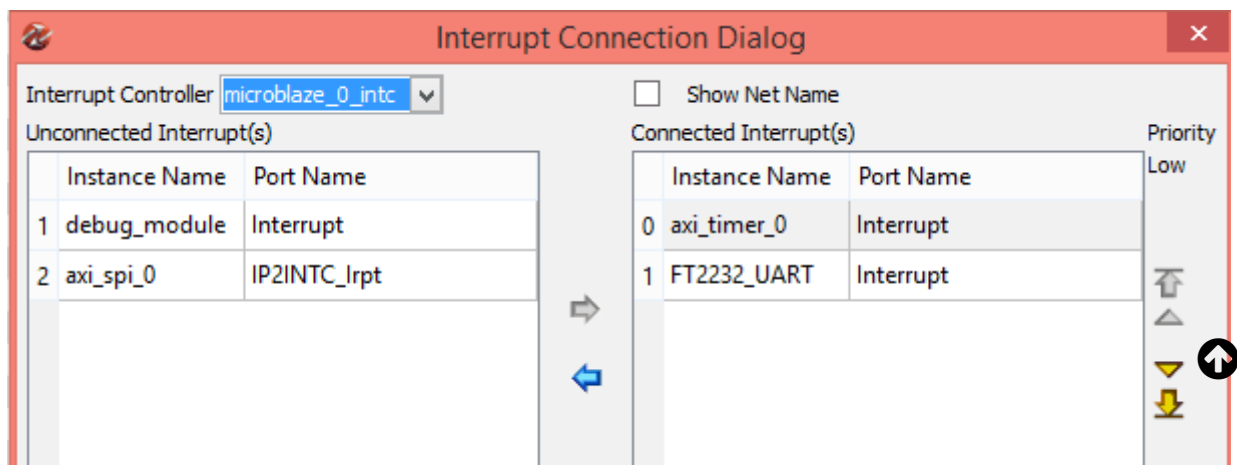 Interrupt Connection Dialog
Interrupt Controller microblaze_0_intc
Show Net Name
Unconnected Interrupt(s)
Connected Interrupt(s)
Priority
Instance Name Port Name
Instance Name Port Name
Low
1 debug_module Interrupt
0 axi_timer_0 Interrupt
2 axi_spi_0 IP2INTC_Irpt
1 FT2232_UART Interrupt